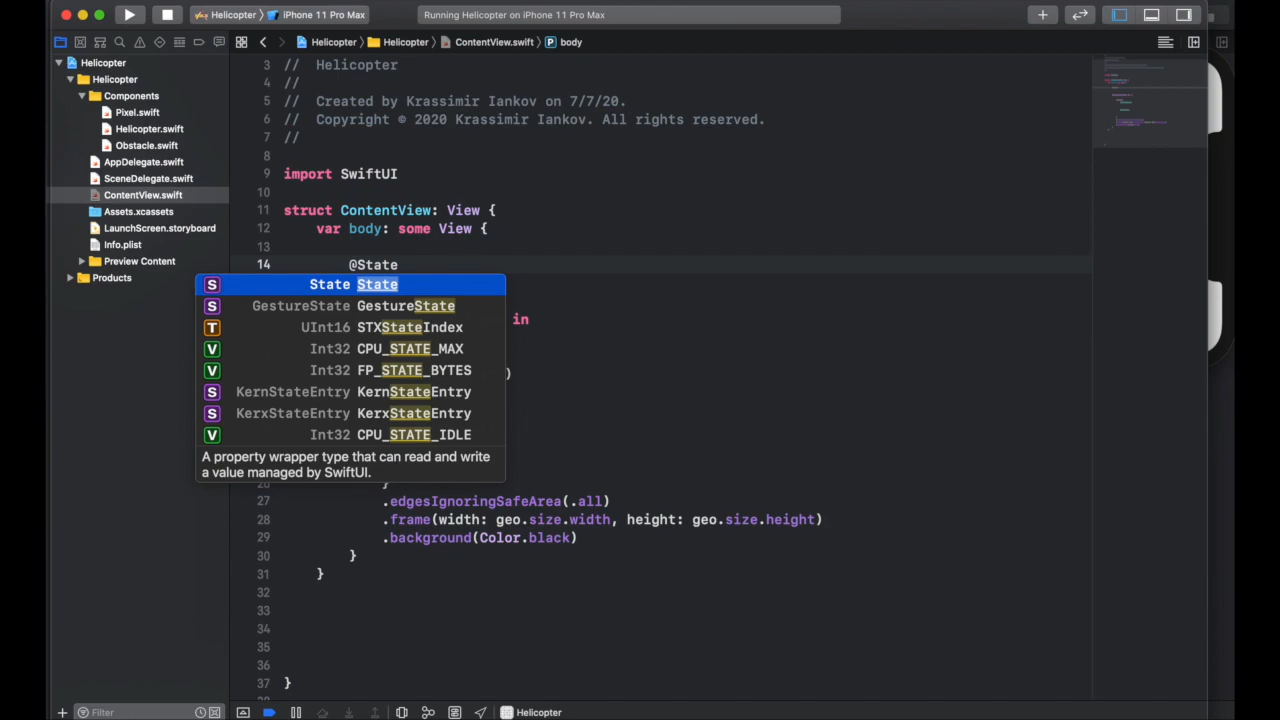 Helicopter
iPhone 11 Pro Max
Running Helicopter on iPhone 11 Pro Max
Helicopter
Helicopter
ContentView.swift
P
body
Helicopter
Helicopter
Components
Pixel.swift
Helicopter.swift
Obstacle.swift
AppDelegate.swift
SceneDelegate.swift
ContentView.swift
Assets.xcassets
LaunchScreen.storyboard
Info.plist
Preview Content
Products
3 // Helicopter
4 //
5 // Created by Krassimir Iankov on 7/7/20.
6 // Copyright © 2020 Krassimir Iankov. All rights reserved.
7 //
8
9 import SwiftUI
10
11 struct ContentView: View {
12 var body: some View {
13
14 @State
S State State
S GestureState GestureState
in
T UInt16 STXStateIndex
V Int32 CPU_STATE_MAX
V Int32 FP_STATE_BYTES
)
S KernStateEntry KernStateEntry
S KerxStateEntry KerxStateEntry
V Int32 CPU_STATE_IDLE
A property wrapper type that can read and write
a value managed by SwiftUI.
26 }
27 .edgesIgnoringSafeArea(.all)
28 .frame(width: geo.size.width, height: geo.size.height)
29 .background(Color.black)
30 }
31 }
32
33
34
35
36
37 }
Filter
Helicopter